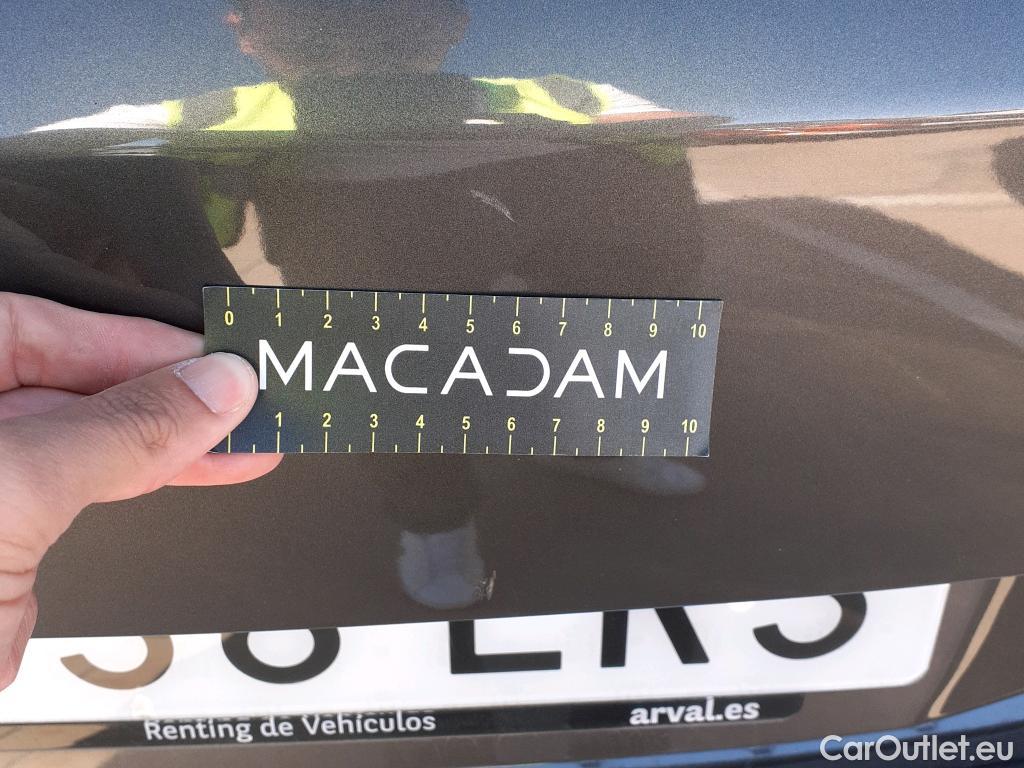 0 1 2 3 4 5 6 7 8 9 10
MACADAM
1 2 3 4 5 6 7 8 9 10
Renting de Vehículos arval.es
CarOutlet.eu